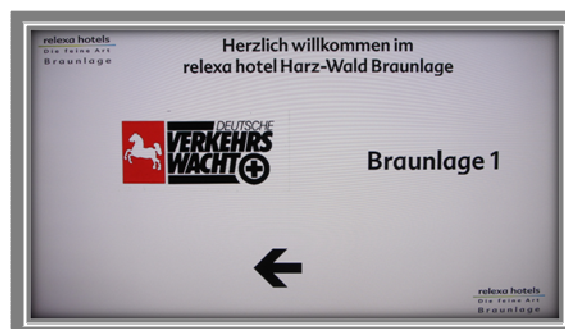 relexa hotels
Die feine Art
Braunlage
Herzlich willkommen im
relexa hotel Harz-Wald Braunlage
DEUTSCHE
VERKEHRS
WACHT
Braunlage 1
relexa hotels
Die feine Art
Braunlage